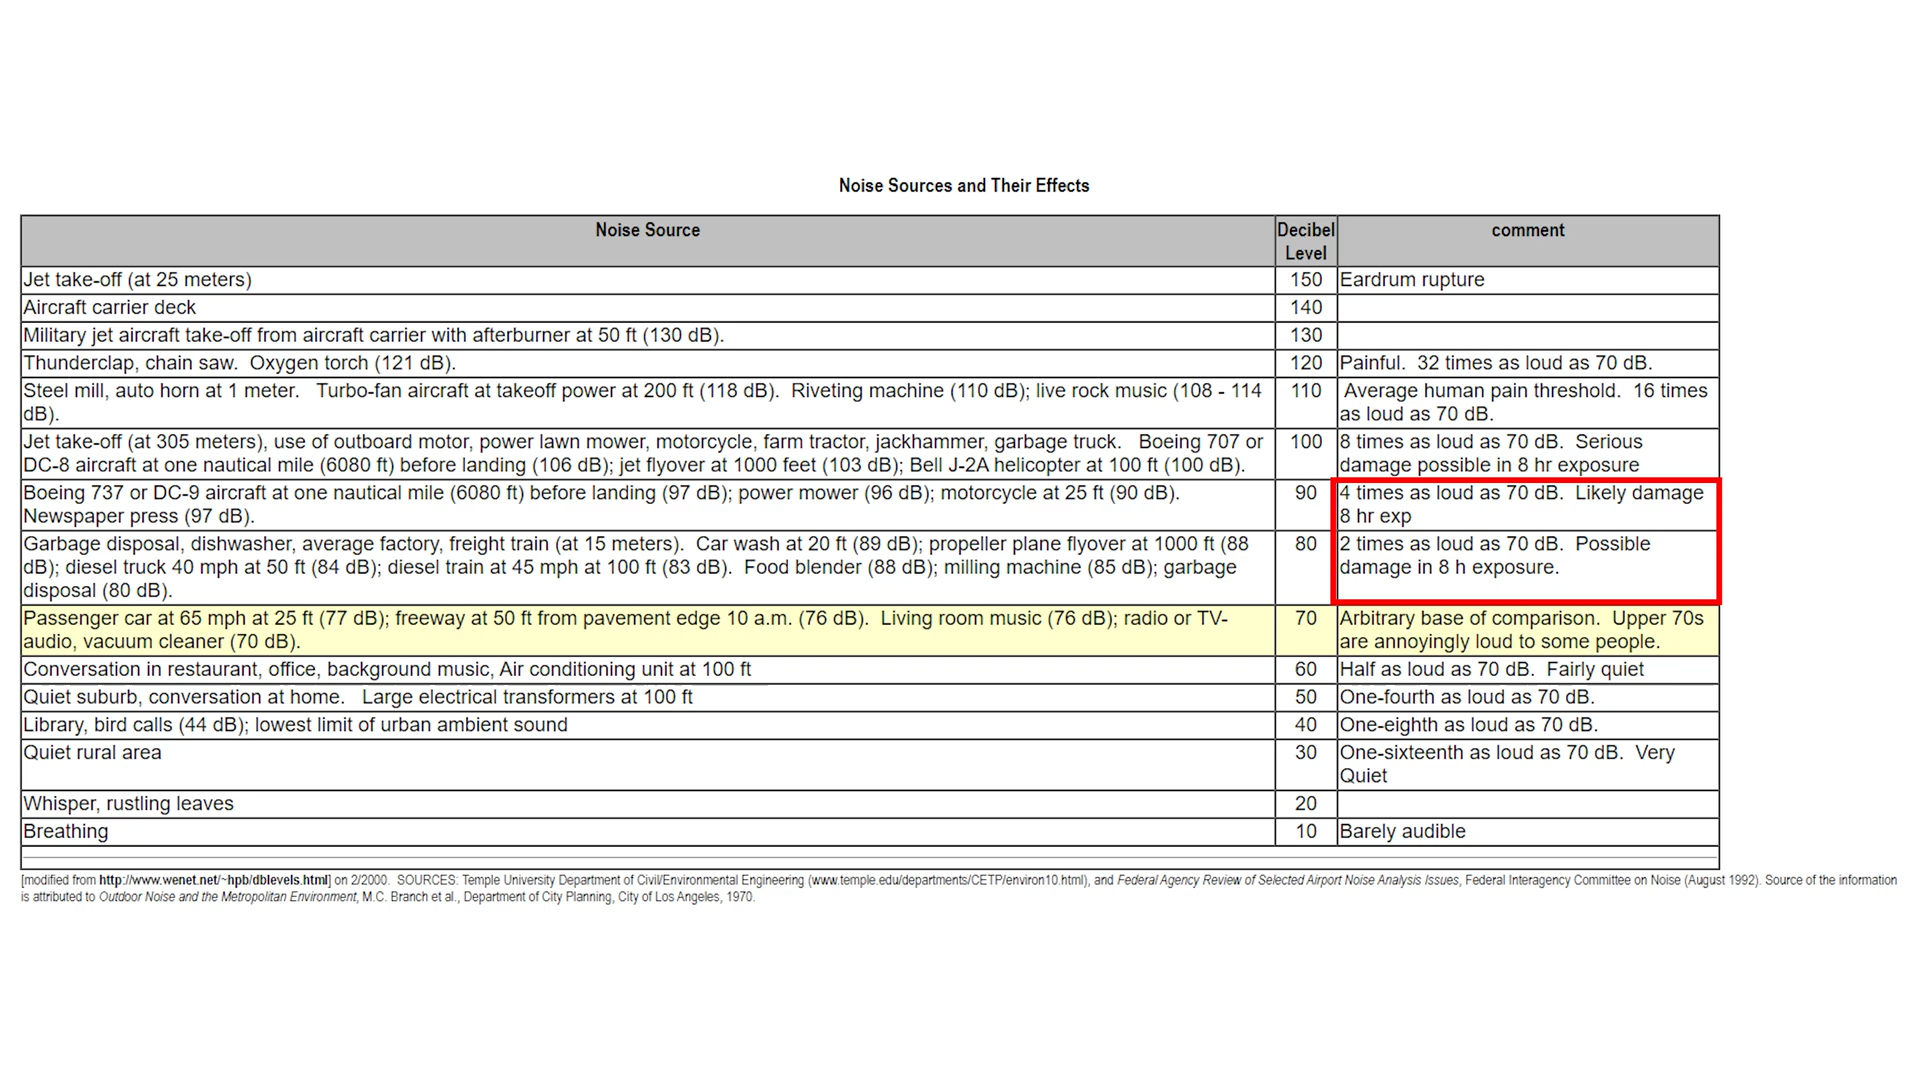 Noise Sources and Their Effects
Noise Source
Decibel
Level
comment
Jet take-off (at 25 meters)
150
Eardrum rupture
Aircraft carrier deck
140
Military jet aircraft take-off from aircraft carrier with afterburner at 50 ft (130 dB).
130
Thunderclap, chain saw.  Oxygen torch (121 dB).
120
Painful.  32 times as loud as 70 dB.
Steel mill, auto horn at 1 meter.   Turbo-fan aircraft at takeoff power at 200 ft (118 dB).  Riveting machine (110 dB); live rock music (108 - 114
dB).
110
Average human pain threshold.  16 times
as loud as 70 dB.
Jet take-off (at 305 meters), use of outboard motor, power lawn mower, motorcycle, farm tractor, jackhammer, garbage truck.   Boeing 707 or
DC-8 aircraft at one nautical mile (6080 ft) before landing (106 dB); jet flyover at 1000 feet (103 dB); Bell J-2A helicopter at 100 ft (100 dB).
100
8 times as loud as 70 dB.  Serious
damage possible in 8 hr exposure
Boeing 737 or DC-9 aircraft at one nautical mile (6080 ft) before landing (97 dB); power mower (96 dB); motorcycle at 25 ft (90 dB).
Newspaper press (97 dB).
90
4 times as loud as 70 dB.  Likely damage
8 hr exp
Garbage disposal, dishwasher, average factory, freight train (at 15 meters).  Car wash at 20 ft (89 dB); propeller plane flyover at 1000 ft (88
dB); diesel truck 40 mph at 50 ft (84 dB); diesel train at 45 mph at 100 ft (83 dB).  Food blender (88 dB); milling machine (85 dB); garbage
disposal (80 dB).
80
2 times as loud as 70 dB.  Possible
damage in 8 h exposure.
Passenger car at 65 mph at 25 ft (77 dB); freeway at 50 ft from pavement edge 10 a.m. (76 dB).  Living room music (76 dB); radio or TV-
audio, vacuum cleaner (70 dB).
70
Arbitrary base of comparison.  Upper 70s
are annoyingly loud to some people.
Conversation in restaurant, office, background music, Air conditioning unit at 100 ft
60
Half as loud as 70 dB.  Fairly quiet
Quiet suburb, conversation at home.   Large electrical transformers at 100 ft
50
One-fourth as loud as 70 dB.
Library, bird calls (44 dB); lowest limit of urban ambient sound
40
One-eighth as loud as 70 dB.
Quiet rural area
30
One-sixteenth as loud as 70 dB.  Very
Quiet
Whisper, rustling leaves
20
Breathing
10
Barely audible
[modified from http://www.wenet.net/~hpb/dblevels.html] on 2/2000.  SOURCES: Temple University Department of Civil/Environmental Engineering (www.temple.edu/departments/CETP/environ10.html), and Federal Agency Review of Selected Airport Noise Analysis Issues, Federal Interagency Committee on Noise (August 1992). Source of the information
is attributed to Outdoor Noise and the Metropolitan Environment, M.C. Branch et al., Department of City Planning, City of Los Angeles, 1970.